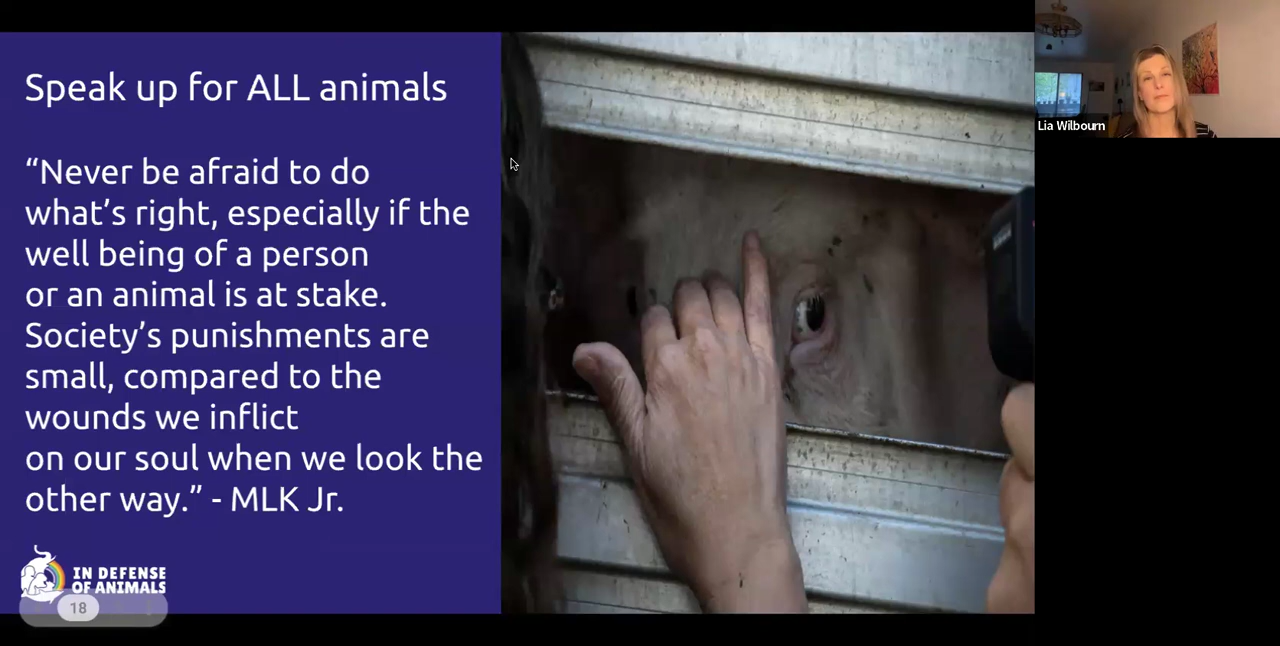 Speak up for ALL animals
“Never be afraid to do
what’s right, especially if the
well being of a person
or an animal is at stake.
Society’s punishments are
small, compared to the
wounds we inflict
on our soul when we look the
other way.” - MLK Jr.
IN DEFENSE
OF ANIMALS
18
Lia Wilbourn